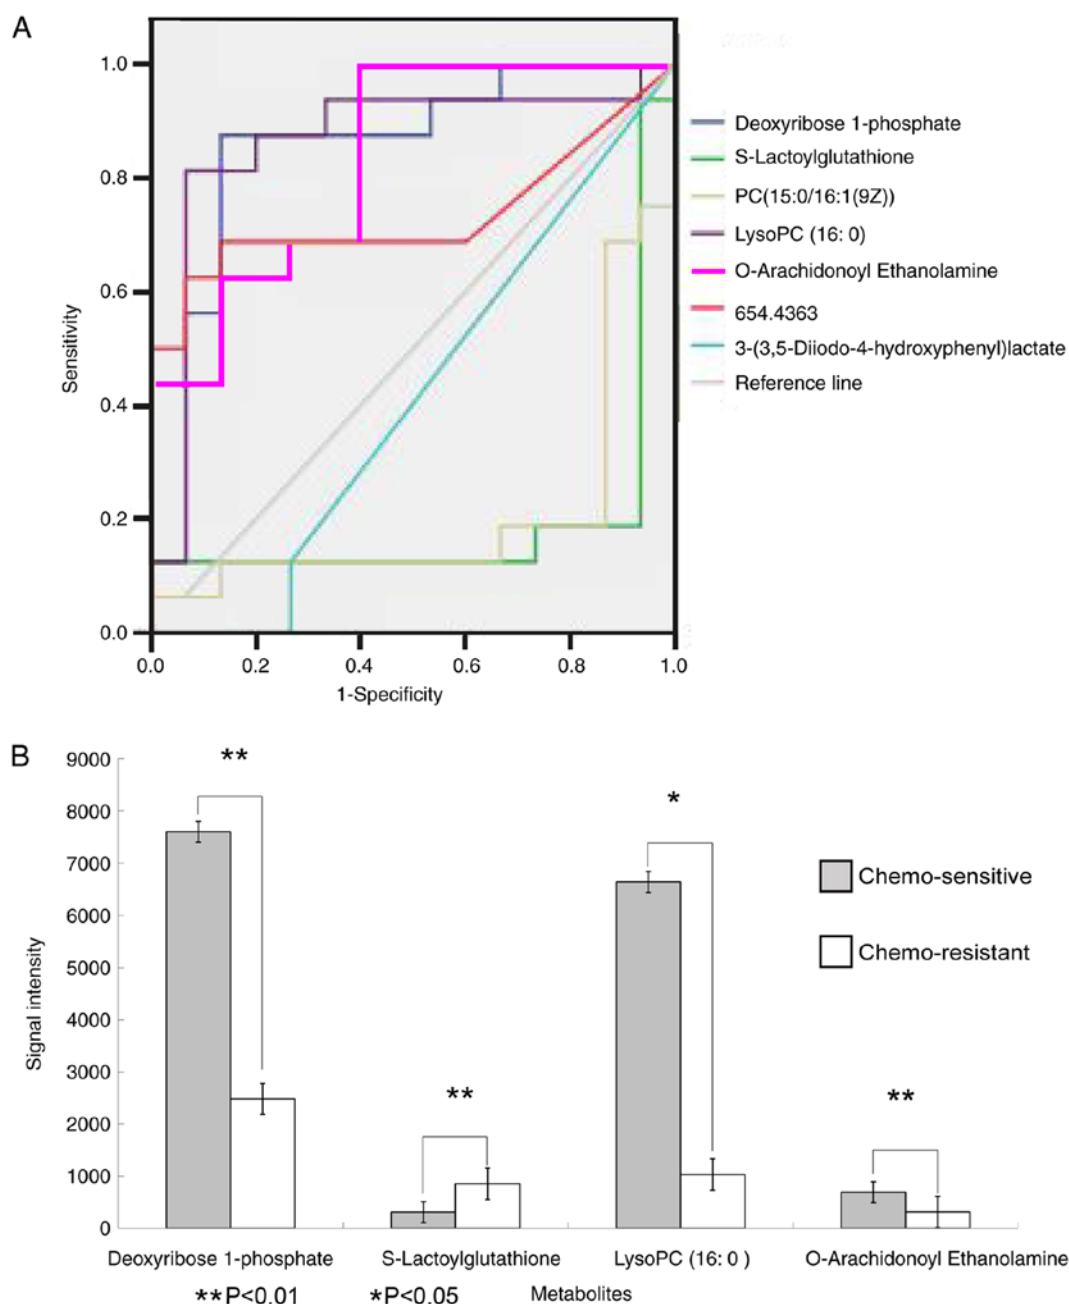 A
1.0
0.8
0.6
0.4
0.2
0.0
Sensitivity
0.0 0.2 0.4 0.6 0.8 1.0
1-Specificity
Deoxyribose 1-phosphate
S-Lactoylglutathione
PC(15:0/16:1(9Z))
LysoPC (16: 0)
O-Arachidonoyl Ethanolamine
654.4363
3-(3,5-Diiodo-4-hydroxyphenyl)lactate
Reference line
B
9000
8000
7000
6000
5000
4000
3000
2000
1000
0
Signal intensity
**
**
*
**
Chemo-sensitive
Chemo-resistant
Deoxyribose 1-phosphate S-Lactoylglutathione LysoPC (16: 0 ) O-Arachidonoyl Ethanolamine
**P<0.01 *P<0.05 Metabolites